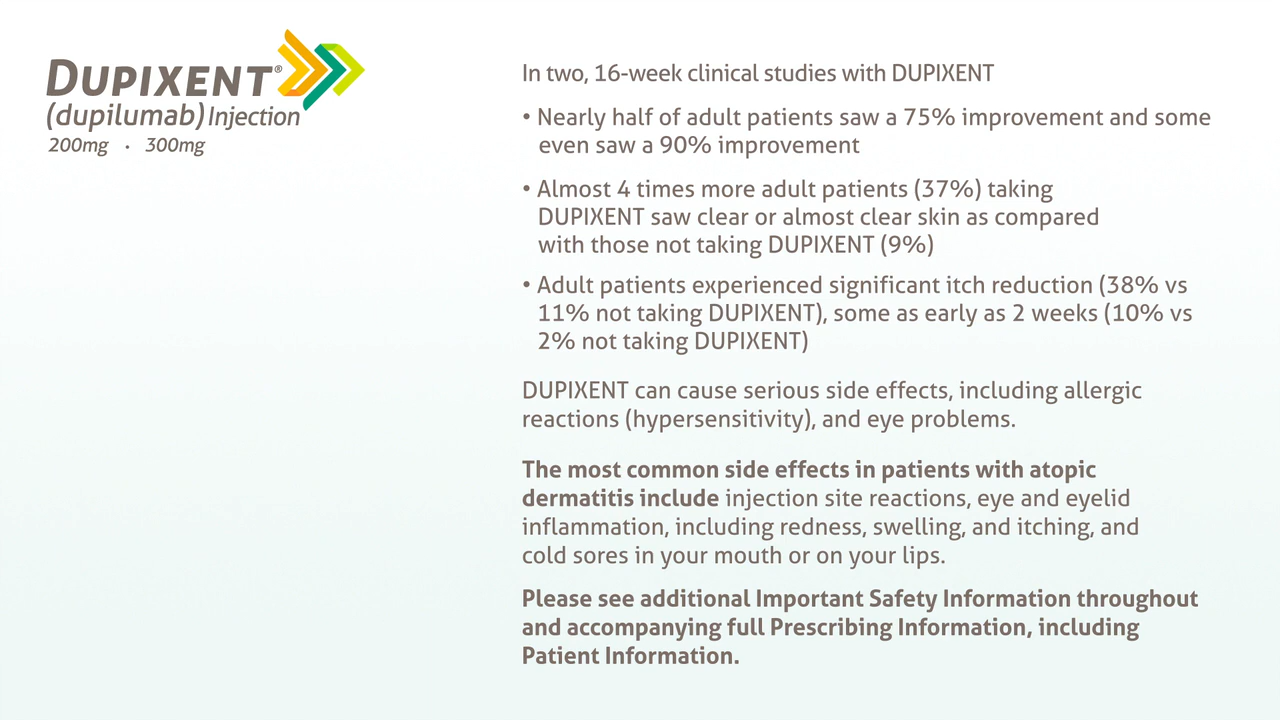 DUPIXENT®
(dupilumab) Injection
200mg • 300mg
In two, 16-week clinical studies with DUPIXENT
• Nearly half of adult patients saw a 75% improvement and some
even saw a 90% improvement
• Almost 4 times more adult patients (37%) taking
DUPIXENT saw clear or almost clear skin as compared
with those not taking DUPIXENT (9%)
• Adult patients experienced significant itch reduction (38% vs
11% not taking DUPIXENT), some as early as 2 weeks (10% vs
2% not taking DUPIXENT)
DUPIXENT can cause serious side effects, including allergic
reactions (hypersensitivity), and eye problems.
The most common side effects in patients with atopic
dermatitis include injection site reactions, eye and eyelid
inflammation, including redness, swelling, and itching, and
cold sores in your mouth or on your lips.
Please see additional Important Safety Information throughout
and accompanying full Prescribing Information, including
Patient Information.